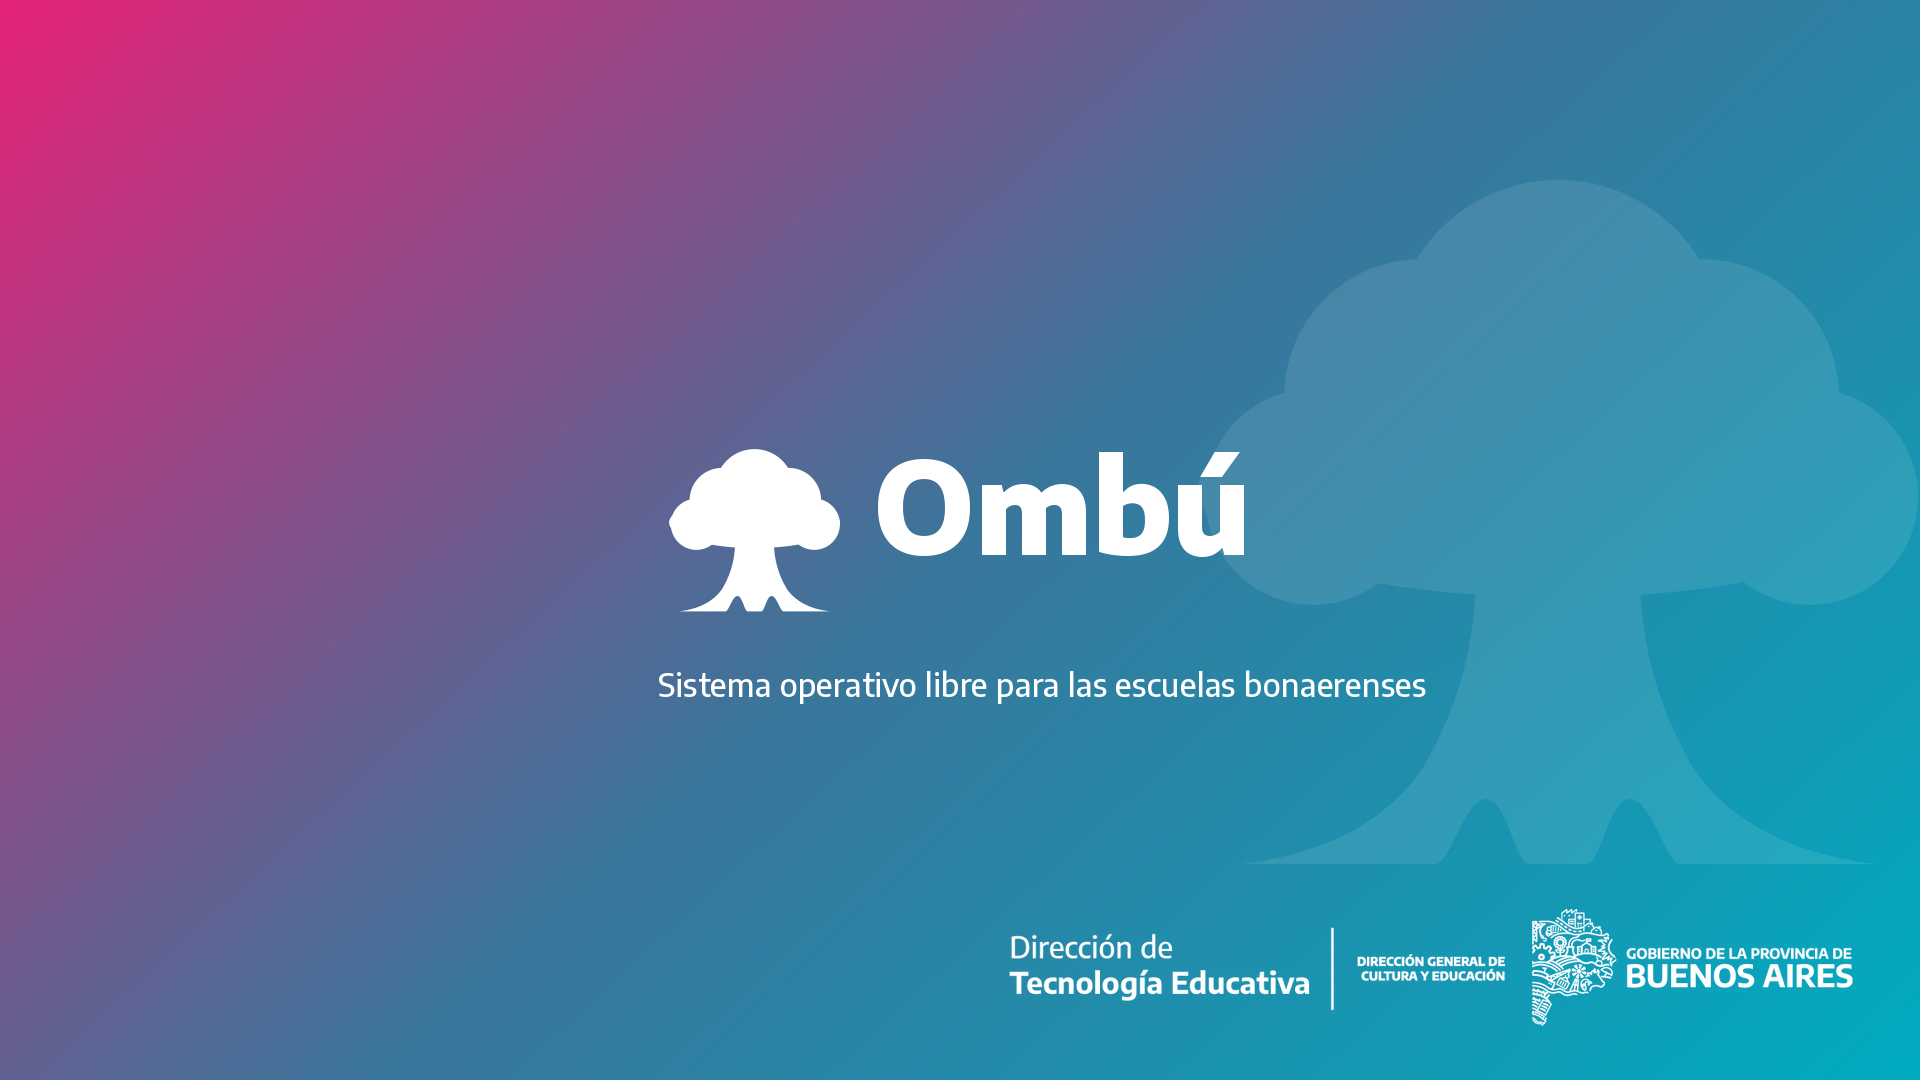 Ombú
Sistema operativo libre para las escuelas bonaerenses
Dirección de
Tecnología Educativa
DIRECCIÓN GENERAL DE
CULTURA Y EDUCACIÓN
GOBIERNO DE LA PROVINCIA DE
BUENOS AIRES